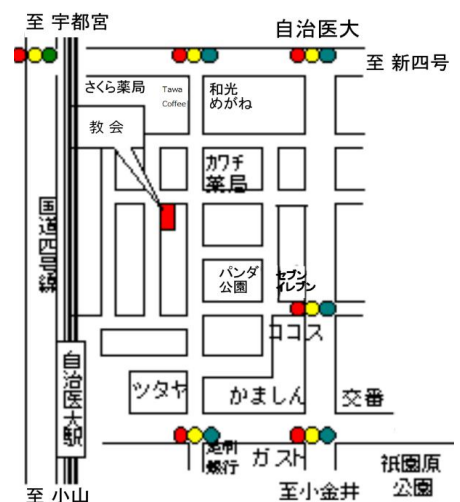 至 宇都宮
自治医大
至 新四号
さくら薬局
Tawa
Coffee
和光
めがね
教 会
カワチ
薬局
国道四号線
パンダ
公園
セブン
イレブン
ココス
自治医大駅
ツタヤ
かましん
交番
足利
銀行
ガスト
祇園原
公園
至 小山
至小金井